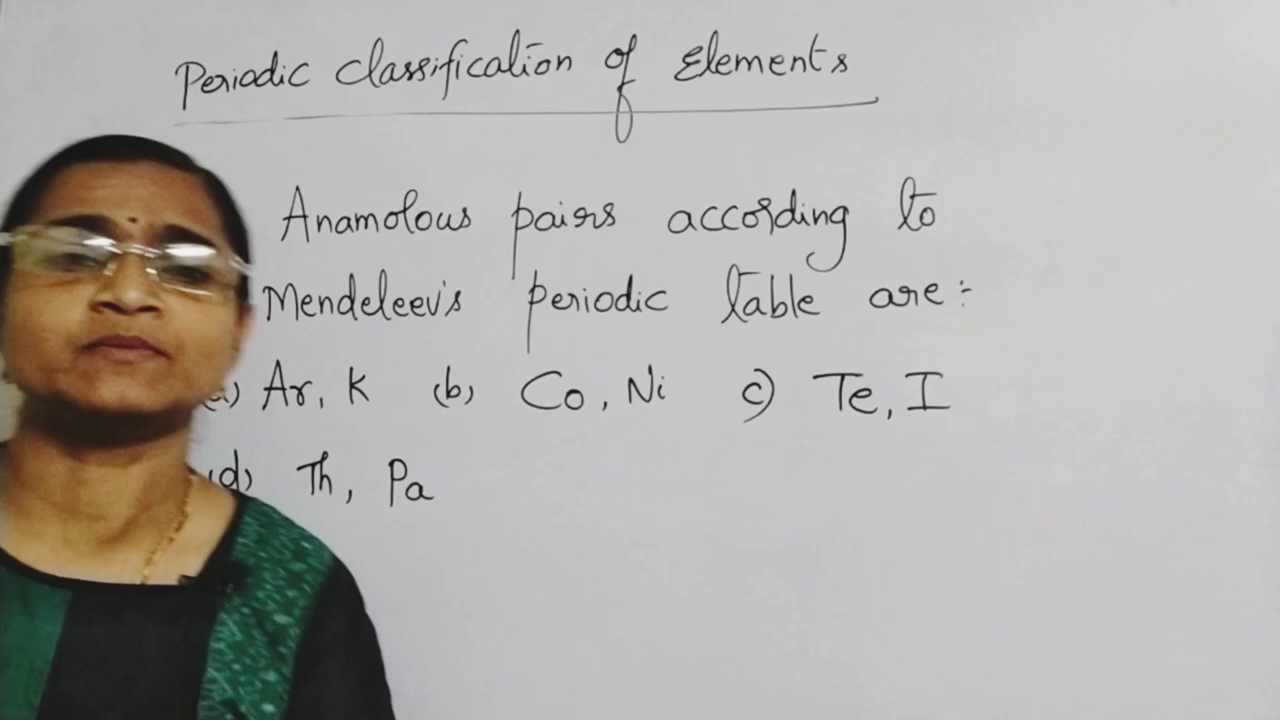 Periodic classification of Elements
Anamolous pairs according to
Mendeleev's periodic table are :-
(a) Ar, K (b) Co, Ni c) Te, I
(d) Th, Pa